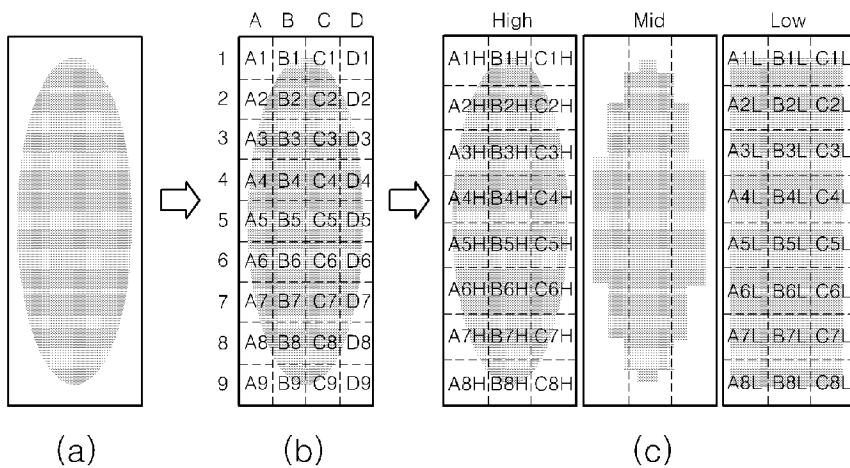 A B C D
High Mid Low
1 A1 B1 C1 D1
2 A2 B2 C2 D2
3 A3 B3 C3 D3
4 A4 B4 C4 D4
5 A5 B5 C5 D5
6 A6 B6 C6 D6
7 A7 B7 C7 D7
8 A8 B8 C8 D8
9 A9 B9 C9 D9
A1H B1H C1H
A2H B2H C2H
A3H B3H C3H
A4H B4H C4H
A5H B5H C5H
A6H B6H C6H
A7H B7H C7H
A8H B8H C8H
A1L B1L C1L
A2L B2L C2L
A3L B3L C3L
A4L B4L C4L
A5L B5L C5L
A6L B6L C6L
A7L B7L C7L
A8L B8L C8L
(a) (b) (c)